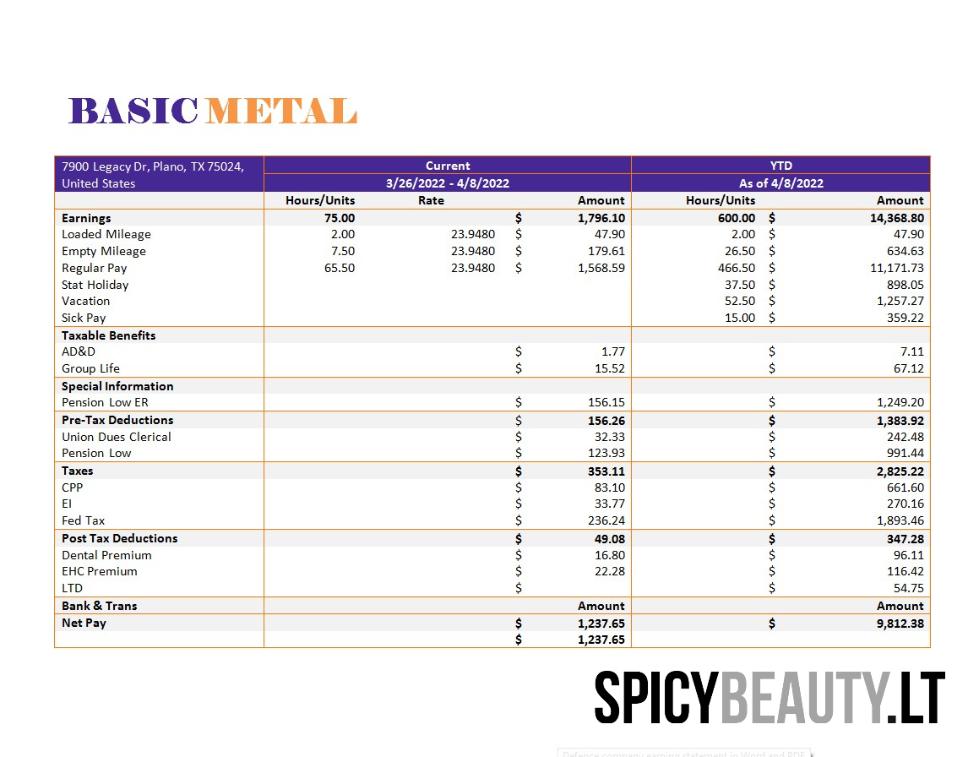 BASIC METAL
7900 Legacy Dr, Plano, TX 75024, Current YTD
United States 3/26/2022 - 4/8/2022 As of 4/8/2022
Hours/Units Rate Amount Hours/Units Amount
Earnings 75.00 $ 1,796.10 600.00 $ 14,368.80
Loaded Mileage 2.00 23.9480 $ 47.90 2.00 $ 47.90
Empty Mileage 7.50 23.9480 $ 179.61 26.50 $ 634.63
Regular Pay 65.50 23.9480 $ 1,568.59 466.50 $ 11,171.73
Stat Holiday 37.50 $ 898.05
Vacation 52.50 $ 1,257.27
Sick Pay 15.00 $ 359.22
Taxable Benefits
AD&D $ 1.77 $ 7.11
Group Life $ 15.52 $ 67.12
Special Information
Pension Low ER $ 156.15 $ 1,249.20
Pre-Tax Deductions $ 156.26 $ 1,383.92
Union Dues Clerical $ 32.33 $ 242.48
Pension Low $ 123.93 $ 991.44
Taxes $ 353.11 $ 2,825.22
CPP $ 83.10 $ 661.60
EI $ 33.77 $ 270.16
Fed Tax $ 236.24 $ 1,893.46
Post Tax Deductions $ 49.08 $ 347.28
Dental Premium $ 16.80 $ 96.11
EHC Premium $ 22.28 $ 116.42
LTD $ $ 54.75
Bank & Trans Amount Amount
Net Pay $ 1,237.65 $ 9,812.38
$ 1,237.65
SPICYBEAUTY.LT
Defence company earning statement in Word and PDF